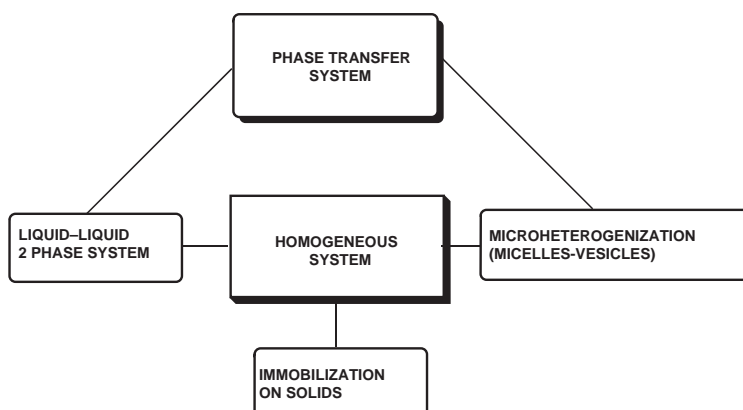 PHASE TRANSFER
SYSTEM
LIQUID–LIQUID
2 PHASE SYSTEM
HOMOGENEOUS
SYSTEM
MICROHETEROGENIZATION
(MICELLES-VESICLES)
IMMOBILIZATION
ON SOLIDS